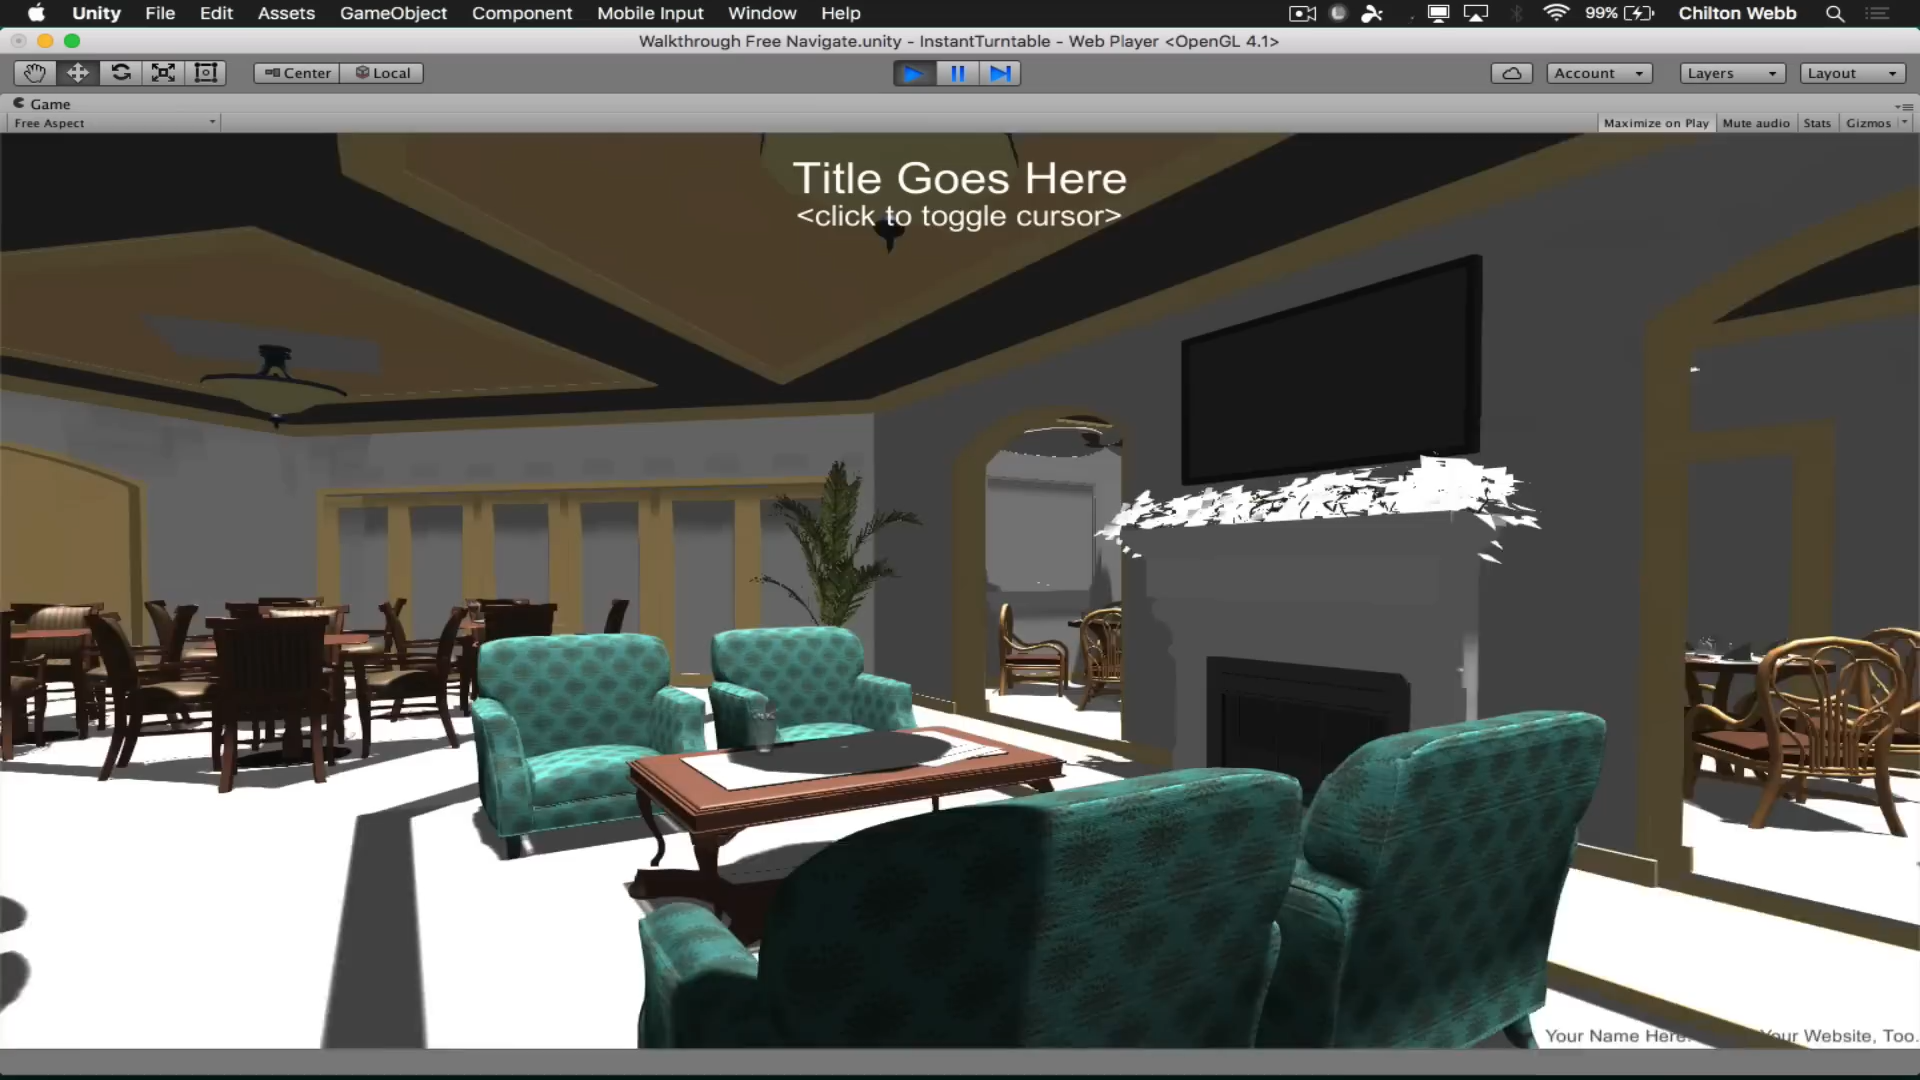 Unity File Edit Assets GameObject Component Mobile Input Window Help 99% Chilton Webb
Walkthrough Free Navigate.unity - InstantTurntable - Web Player <OpenGL 4.1>
Center Local Account Layers Layout
Game
Free Aspect Maximize on Play Mute audio Stats Gizmos
Title Goes Here
<click to toggle cursor>
Your Name Here. Your Website, Too.